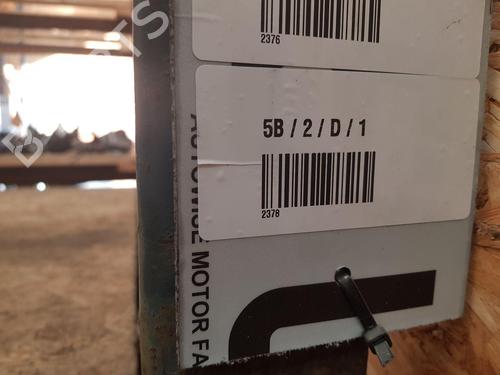 2376
5B / 2 / D / 1
2378
AUTOWISE MOTOR FA